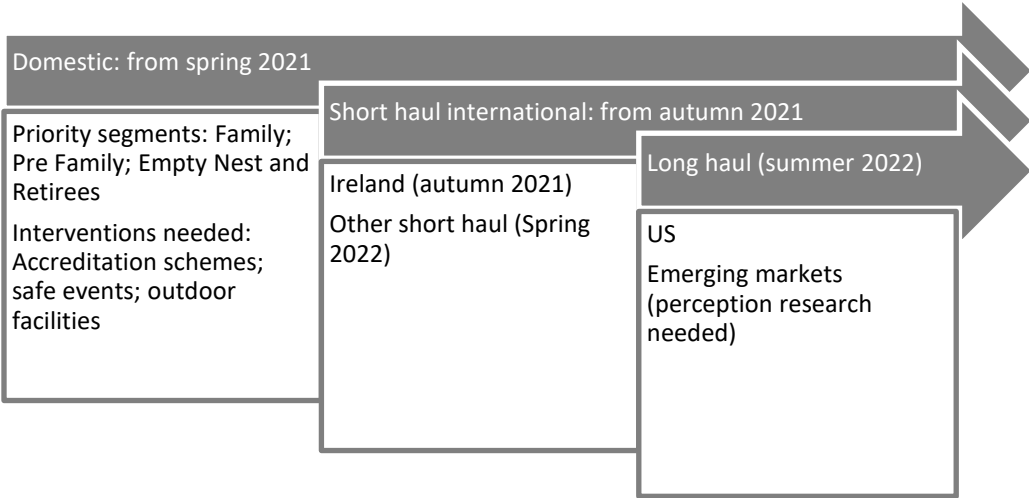 Domestic: from spring 2021
Priority segments: Family;
Pre Family; Empty Nest and
Retirees
Interventions needed:
Accreditation schemes;
safe events; outdoor
facilities
Short haul international: from autumn 2021
Ireland (autumn 2021)
Other short haul (Spring
2022)
Long haul (summer 2022)
US
Emerging markets
(perception research
needed)